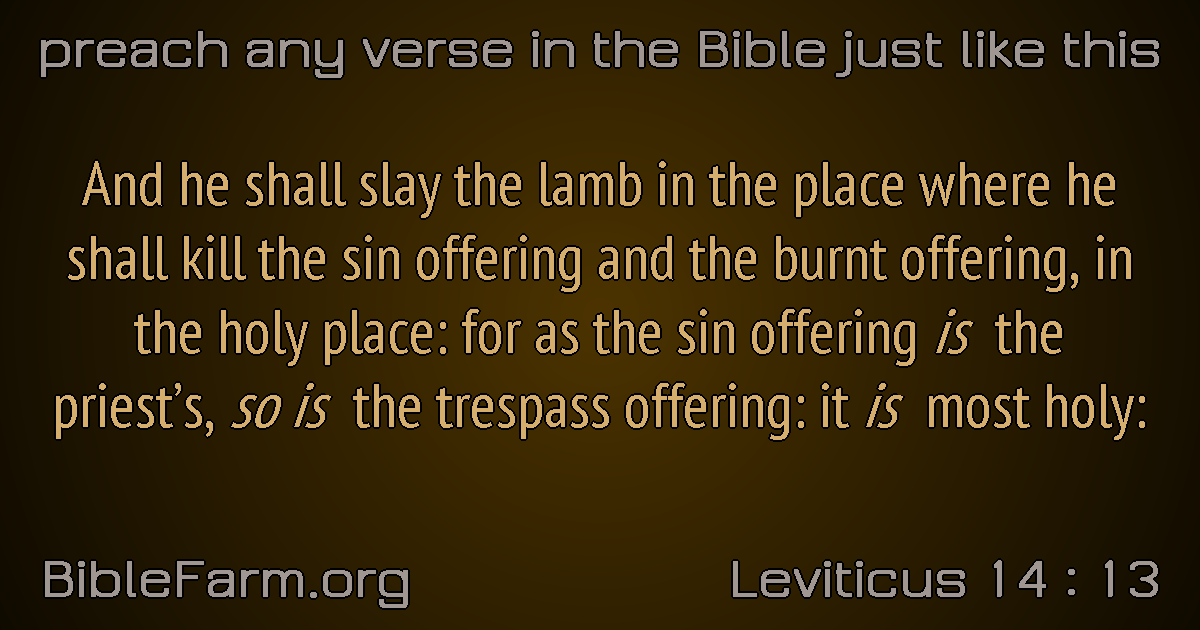 preach any verse in the Bible just like this
And he shall slay the lamb in the place where he
shall kill the sin offering and the burnt offering, in
the holy place: for as the sin offering is the
priest’s, so is the trespass offering: it is most holy:
BibleFarm.org
Leviticus 14 : 13